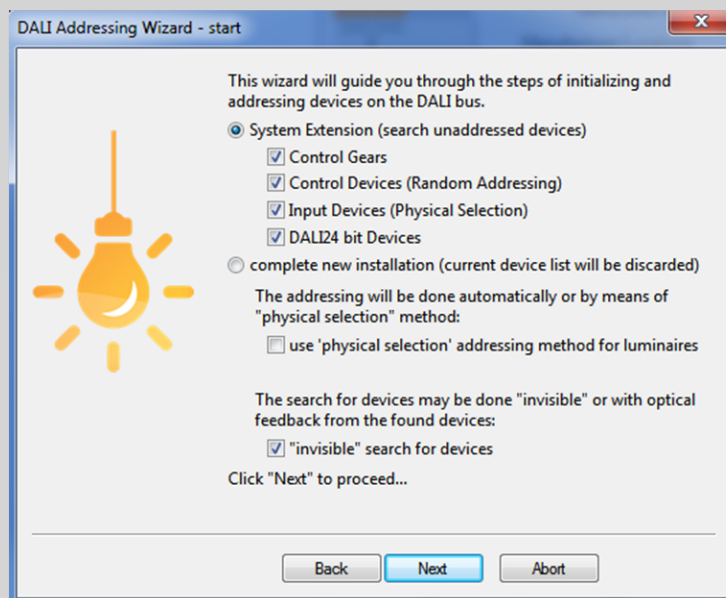 DALI Addressing Wizard - start
This wizard will guide you through the steps of initializing and
addressing devices on the DALI bus.
System Extension (search unaddressed devices)
Control Gears
Control Devices (Random Addressing)
Input Devices (Physical Selection)
DALI24 bit Devices
complete new installation (current device list will be discarded)
The addressing will be done automatically or by means of
"physical selection" method:
use 'physical selection' addressing method for luminaires
The search for devices may be done "invisible" or with optical
feedback from the found devices:
"invisible" search for devices
Click "Next" to proceed...
Back Next Abort